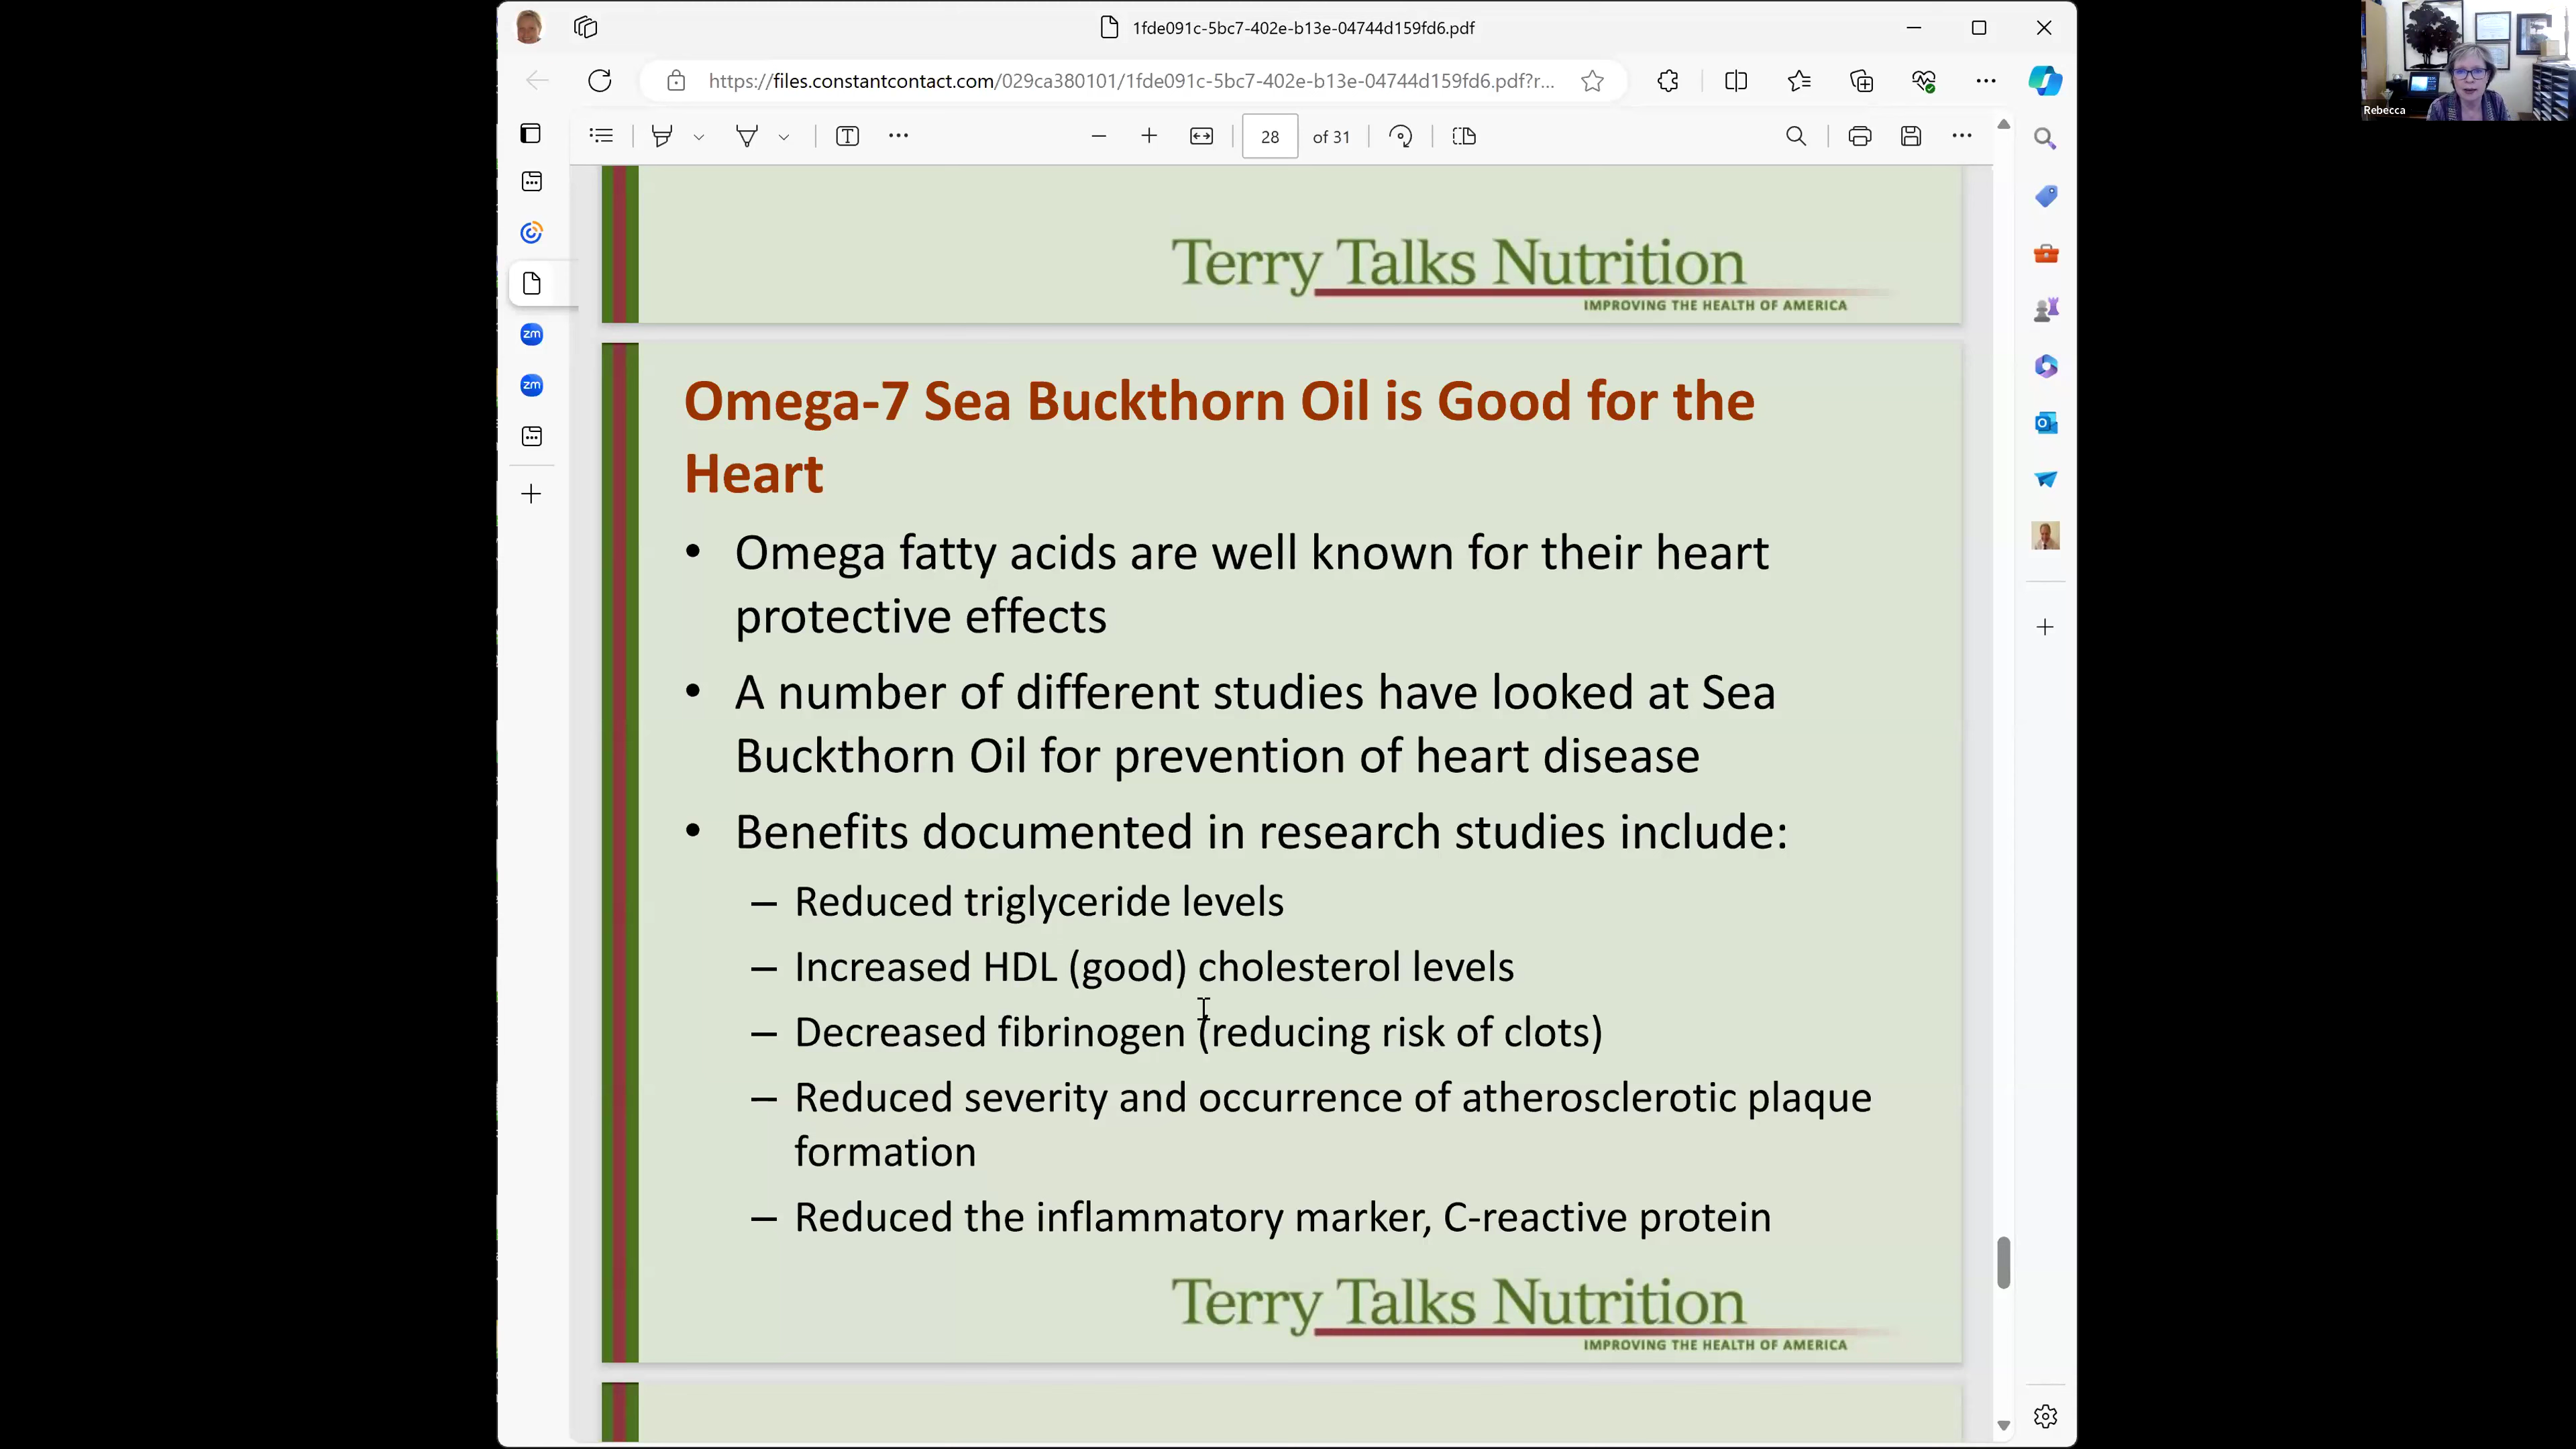 1fde091c-5bc7-402e-b13e-04744d159fd6.pdf
https://files.constantcontact.com/029ca380101/1fde091c-5bc7-402e-b13e-04744d159fd6.pdf?r...
Rebecca
28 of 31
zm
zm
Terry Talks Nutrition
IMPROVING THE HEALTH OF AMERICA
Omega-7 Sea Buckthorn Oil is Good for the
Heart
• Omega fatty acids are well known for their heart
protective effects
• A number of different studies have looked at Sea
Buckthorn Oil for prevention of heart disease
• Benefits documented in research studies include:
– Reduced triglyceride levels
– Increased HDL (good) cholesterol levels
– Decreased fibrinogen (reducing risk of clots)
– Reduced severity and occurrence of atherosclerotic plaque
formation
– Reduced the inflammatory marker, C-reactive protein
Terry Talks Nutrition
IMPROVING THE HEALTH OF AMERICA